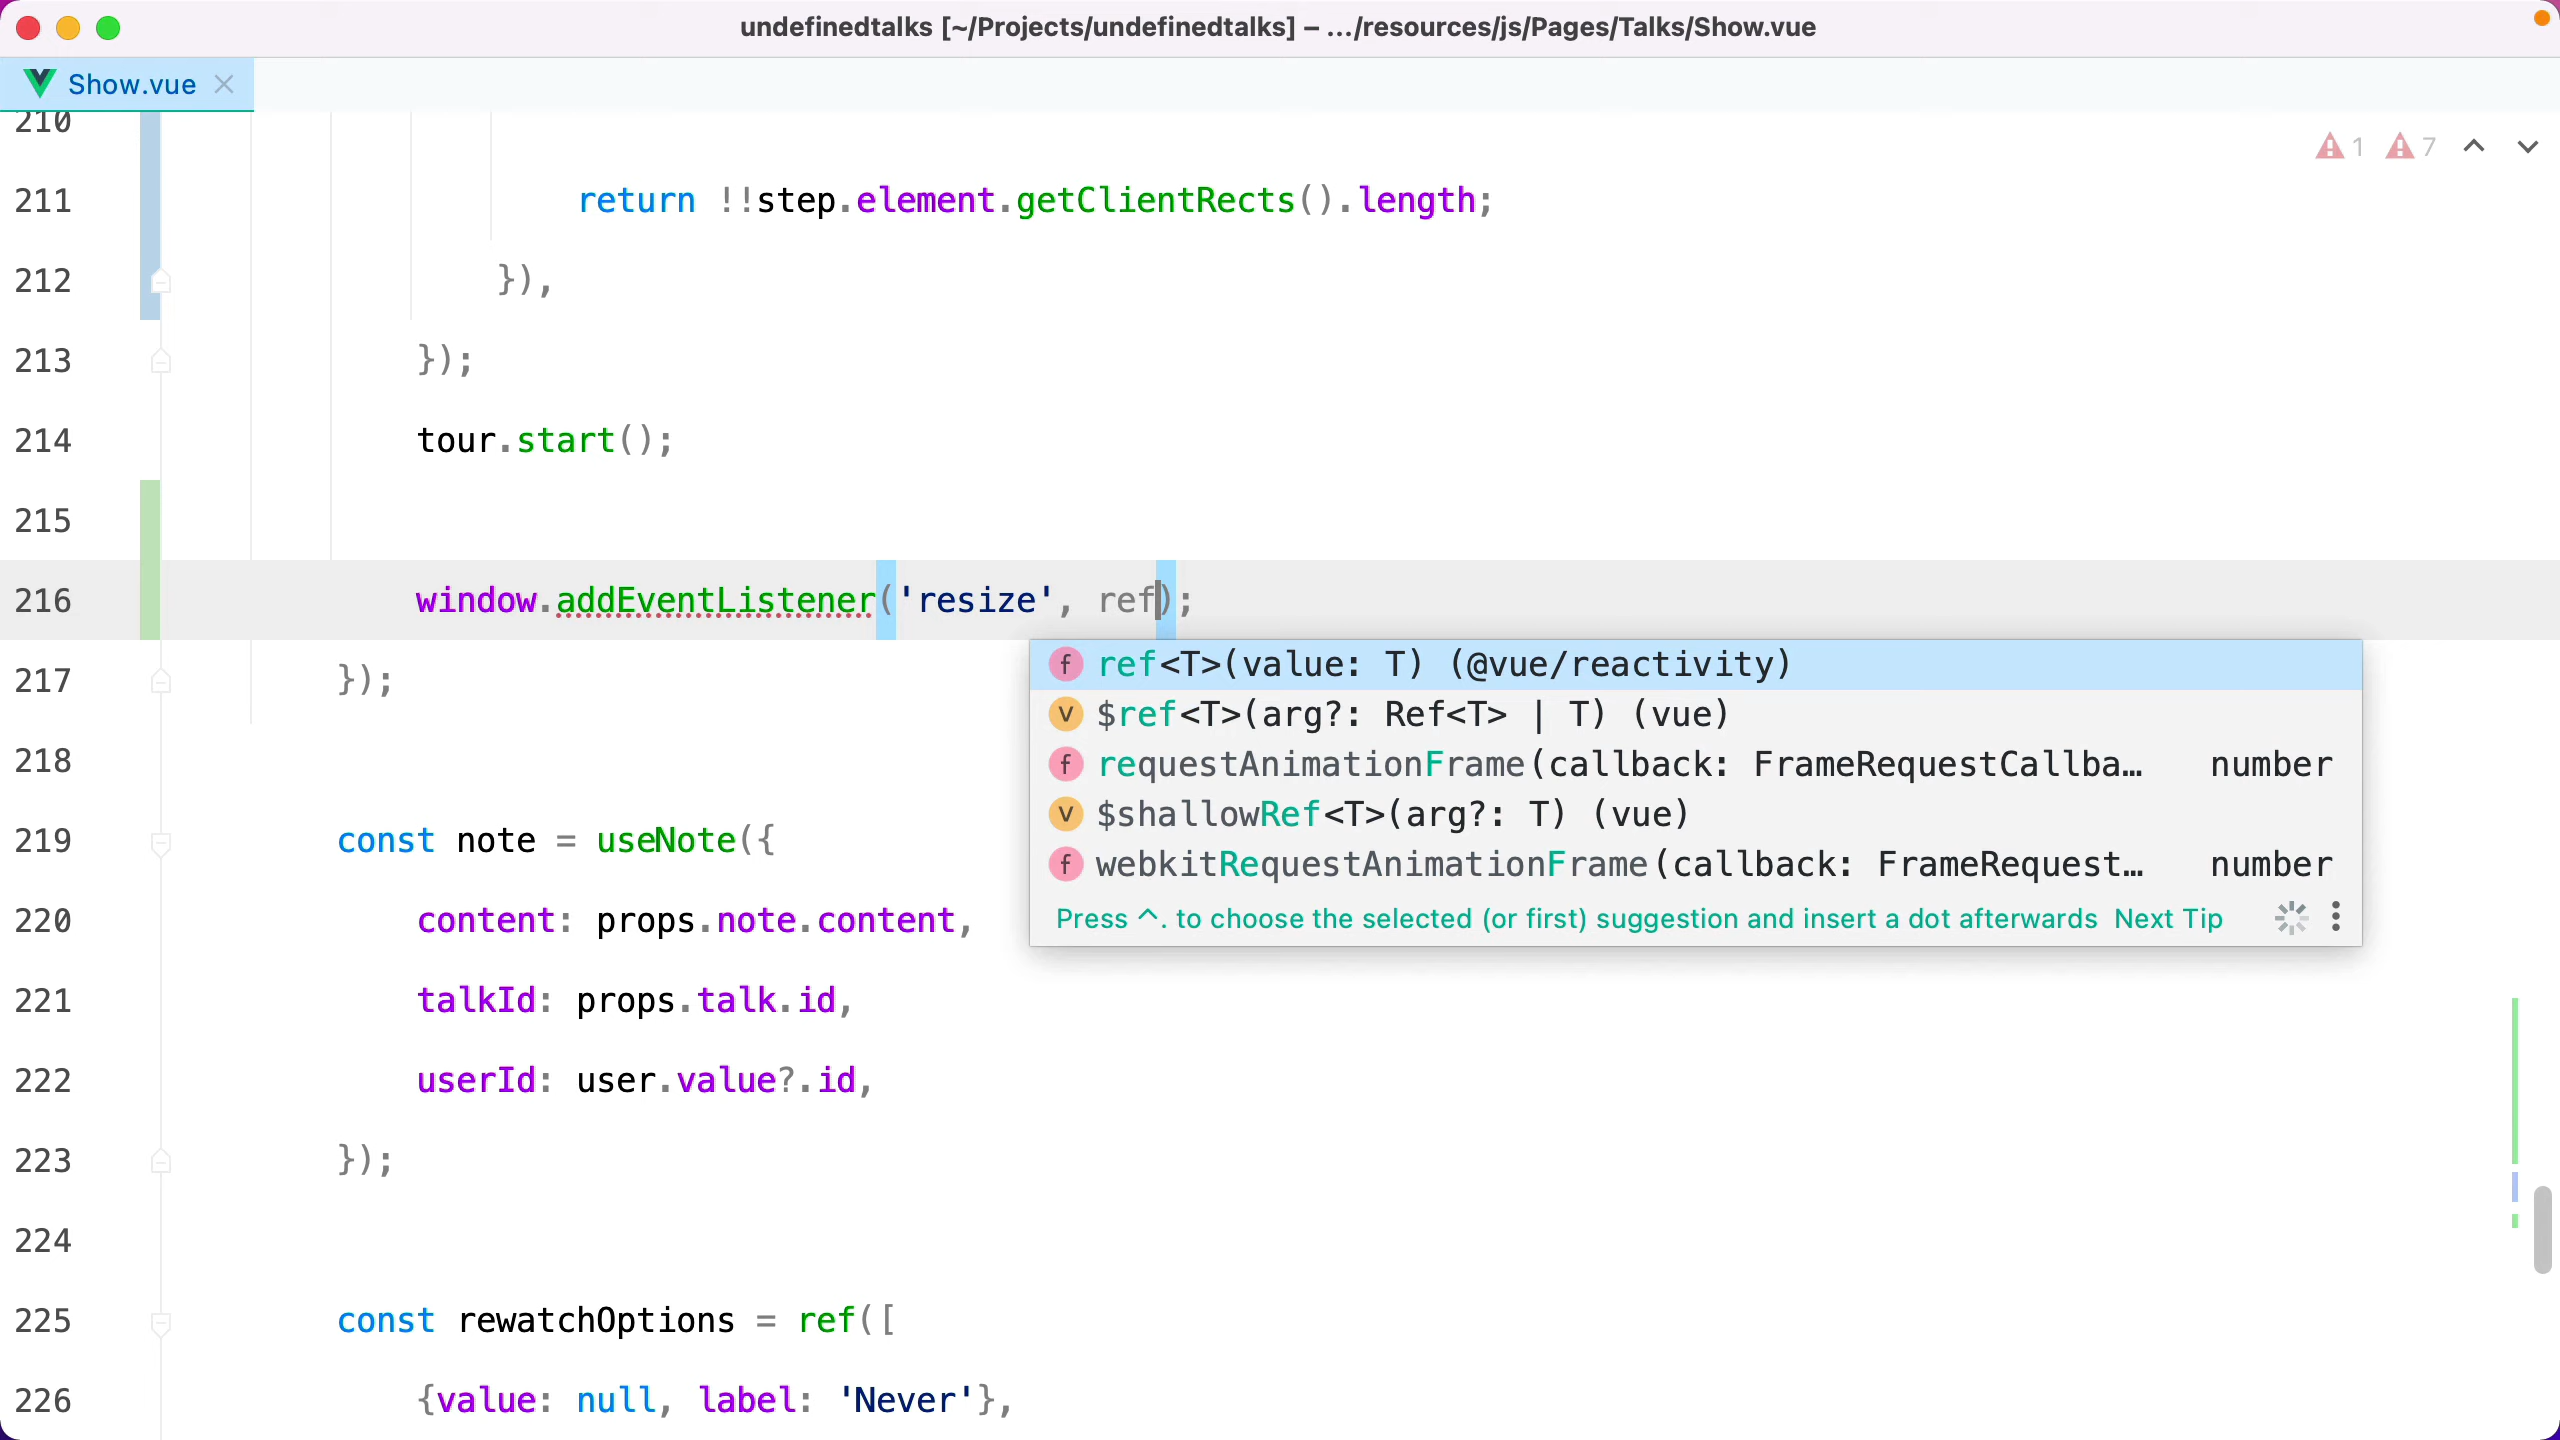 undefinedtalks [~/Projects/undefinedtalks] – .../resources/js/Pages/Talks/Show.vue
Show.vue
1 7
210
211 return !!step.element.getClientRects().length;
212 }),
213 });
214 tour.start();
215
216 window.addEventListener('resize', ref);
f ref<T>(value: T) (@vue/reactivity)
v $ref<T>(arg?: Ref<T> | T) (vue)
f requestAnimationFrame(callback: FrameRequestCallba… number
v $shallowRef<T>(arg?: T) (vue)
f webkitRequestAnimationFrame(callback: FrameRequest… number
Press ^. to choose the selected (or first) suggestion and insert a dot afterwards Next Tip
217 });
218
219 const note = useNote({
220 content: props.note.content,
221 talkId: props.talk.id,
222 userId: user.value?.id,
223 });
224
225 const rewatchOptions = ref([
226 {value: null, label: 'Never'},